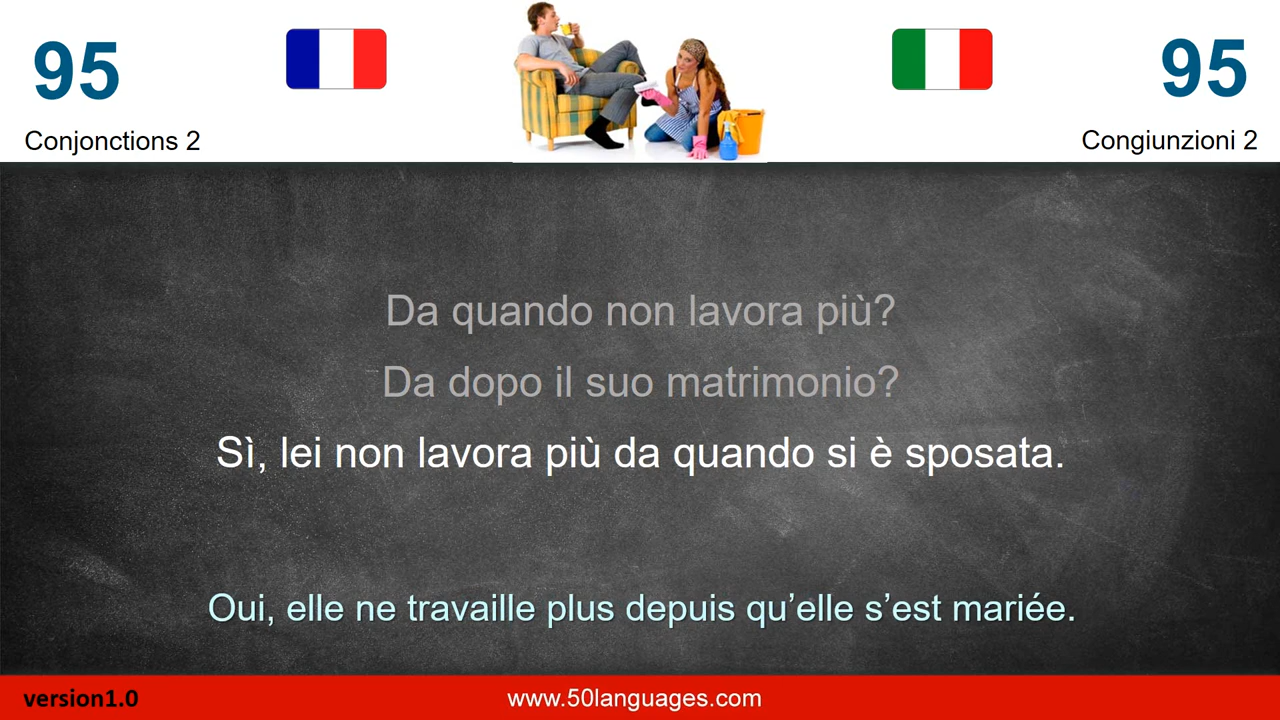 95
95
Conjonctions 2
Congiunzioni 2
Da quando non lavora più?
Da dopo il suo matrimonio?
Sì, lei non lavora più da quando si è sposata.
Oui, elle ne travaille plus depuis qu’elle s’est mariée.
version1.0
www.50languages.com